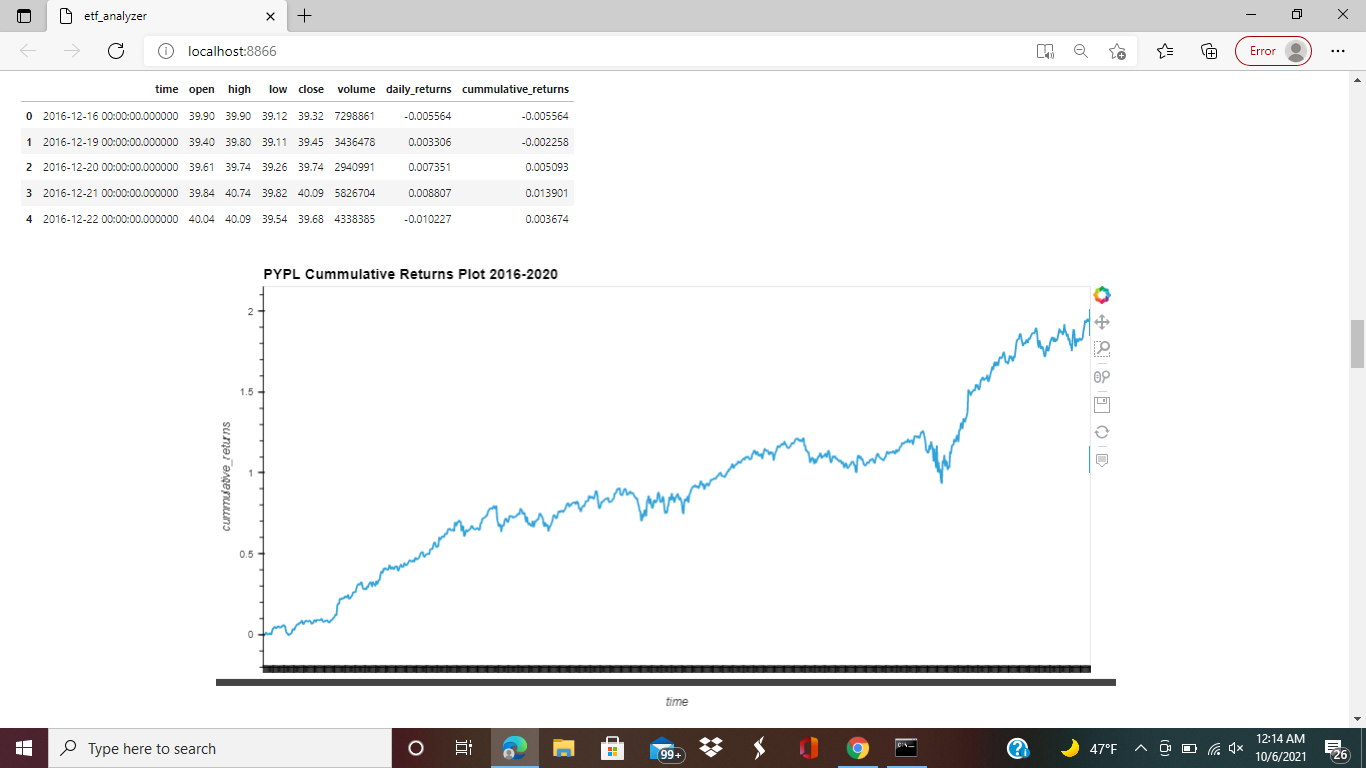 etf_analyzer
localhost:8866
Error
time open high low close volume daily_returns cummulative_returns
0 2016-12-16 00:00:00.000000 39.90 39.90 39.12 39.32 7298861 -0.005564 -0.005564
1 2016-12-19 00:00:00.000000 39.40 39.80 39.11 39.45 3436478 0.003306 -0.002258
2 2016-12-20 00:00:00.000000 39.61 39.74 39.26 39.74 2940991 0.007351 0.005093
3 2016-12-21 00:00:00.000000 39.84 40.74 39.82 40.09 5826704 0.008807 0.013901
4 2016-12-22 00:00:00.000000 40.04 40.09 39.54 39.68 4338385 -0.010227 0.003674
PYPL Cummulative Returns Plot 2016-2020
2
1.5
1
0.5
0
cummulative_returns
time
Type here to search
99+
47°F
12:14 AM
10/6/2021
26